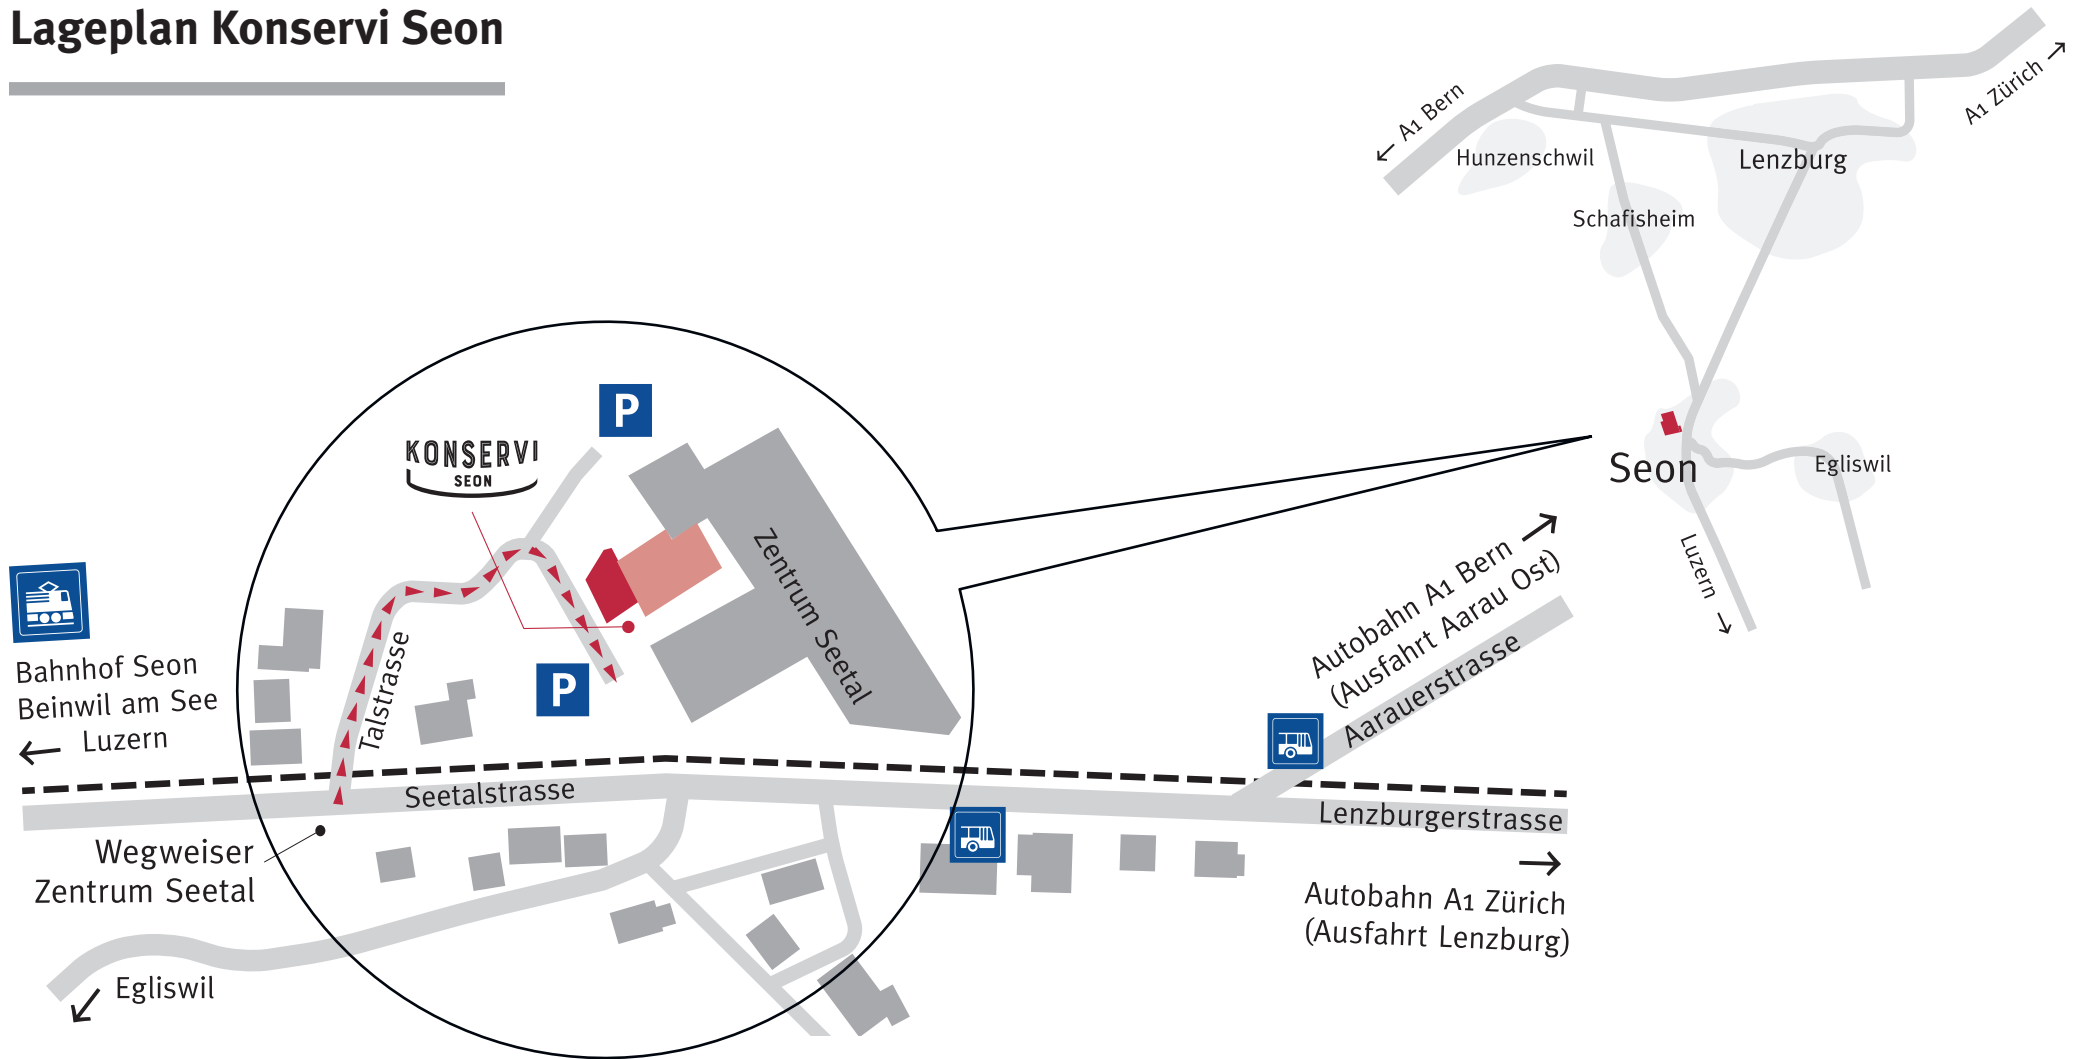 Lageplan Konservi Seon
← A1 Bern
A1 Zürich →
Hunzenschwil
Lenzburg
Schafisheim
Seon
Egliswil
Luzern →
P
KONSERVI
SEON
Zentrum Seetal
P
Talstrasse
Bahnhof Seon
Beinwil am See
← Luzern
Autobahn A1 Bern →
(Ausfahrt Aarau Ost)
Aarauerstrasse
Seetalstrasse
Lenzburgerstrasse
Wegweiser
Zentrum Seetal
→
Autobahn A1 Zürich
(Ausfahrt Lenzburg)
Egliswil